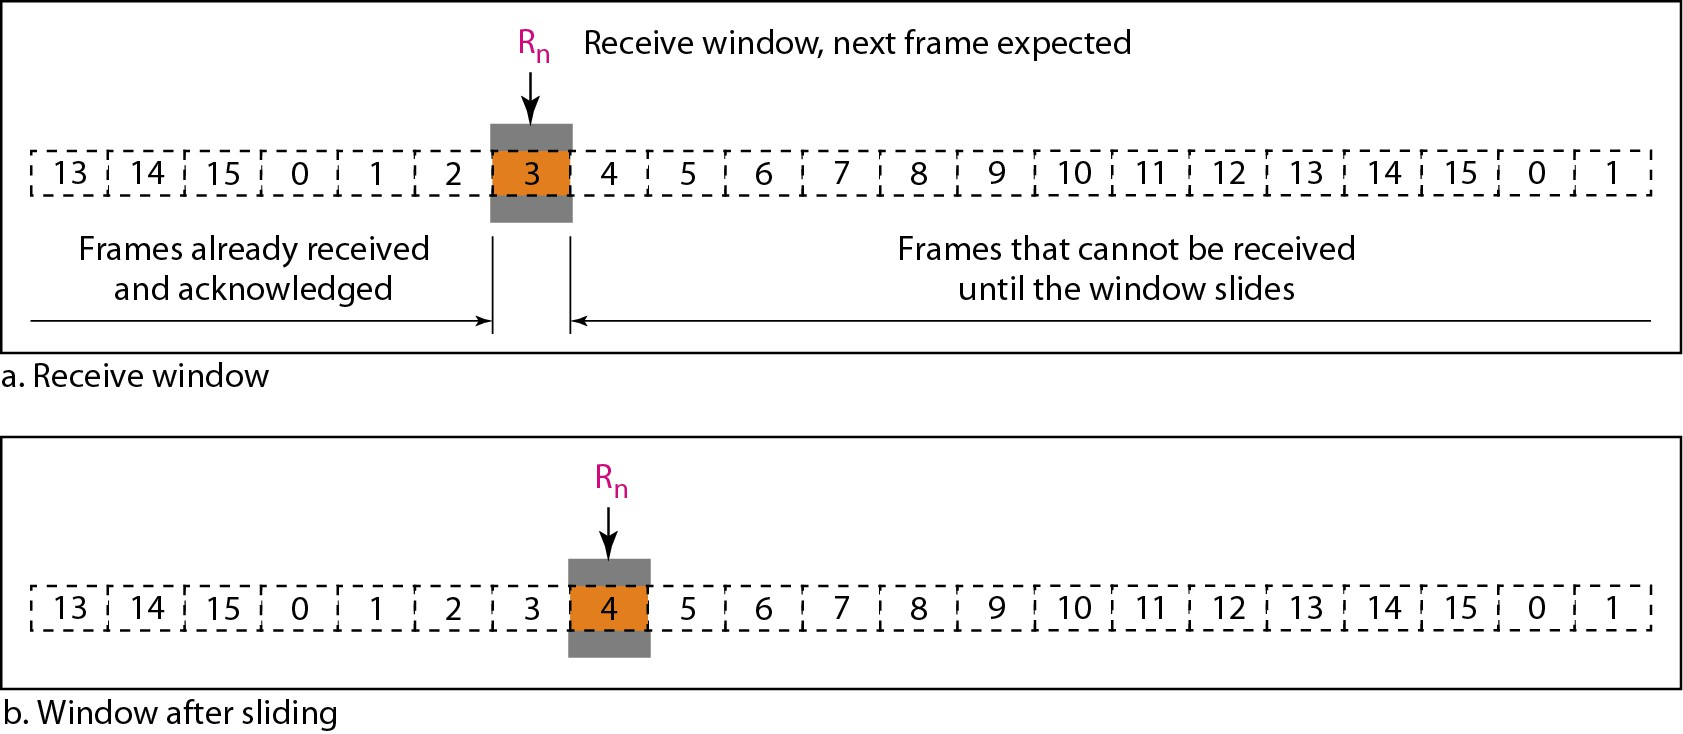 Rn Receive window, next frame expected
13 14 15 0 1 2 3 4 5 6 7 8 9 10 11 12 13 14 15 0 1
Frames already received
and acknowledged
Frames that cannot be received
until the window slides
a. Receive window
Rn
13 14 15 0 1 2 3 4 5 6 7 8 9 10 11 12 13 14 15 0 1
b. Window after sliding